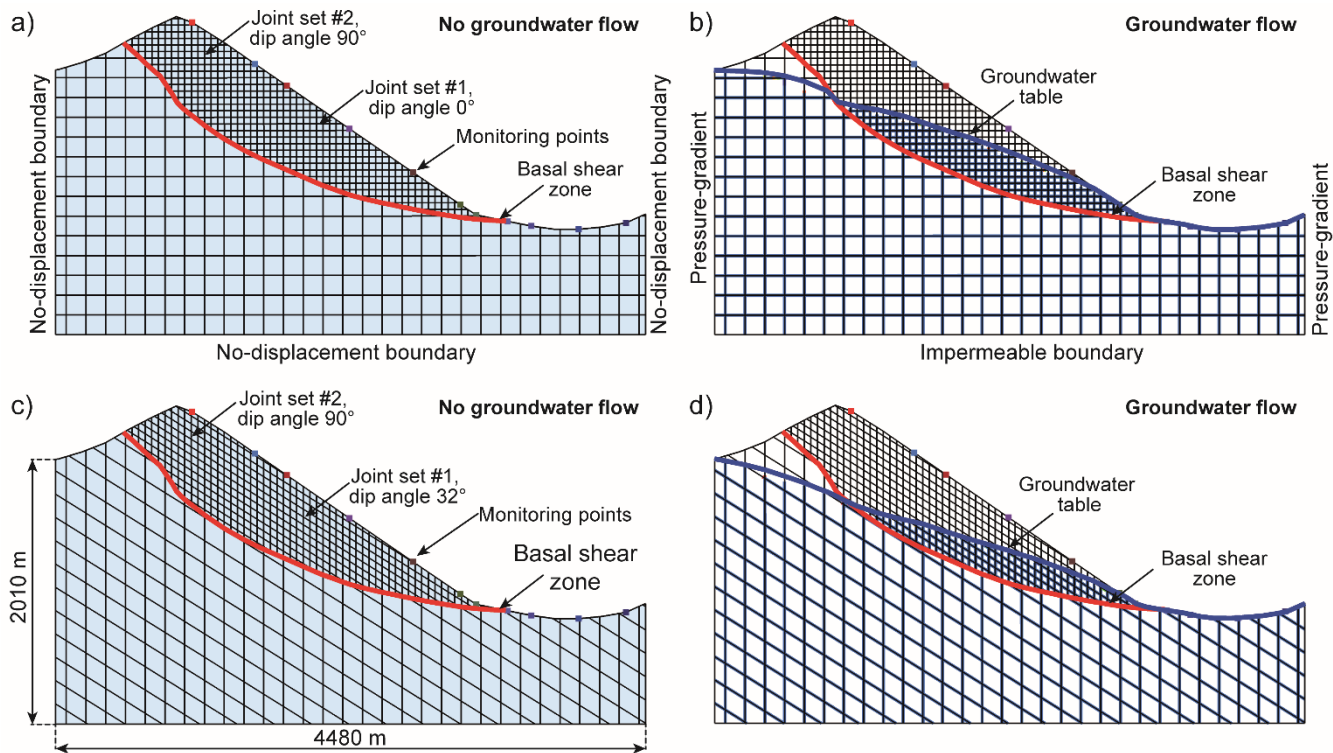 a)
Joint set #2,
dip angle 90°
No groundwater flow
Joint set #1,
dip angle 0°
Monitoring points
Basal shear
zone
No-displacement boundary
No-displacement boundary
No-displacement boundary
b)
Groundwater flow
Groundwater
table
Basal shear
zone
Pressure-gradient
Pressure-gradient
Impermeable boundary
c)
Joint set #2,
dip angle 90°
No groundwater flow
Joint set #1,
dip angle 32°
Monitoring points
Basal shear
zone
2010 m
4480 m
d)
Groundwater flow
Groundwater
table
Basal shear
zone